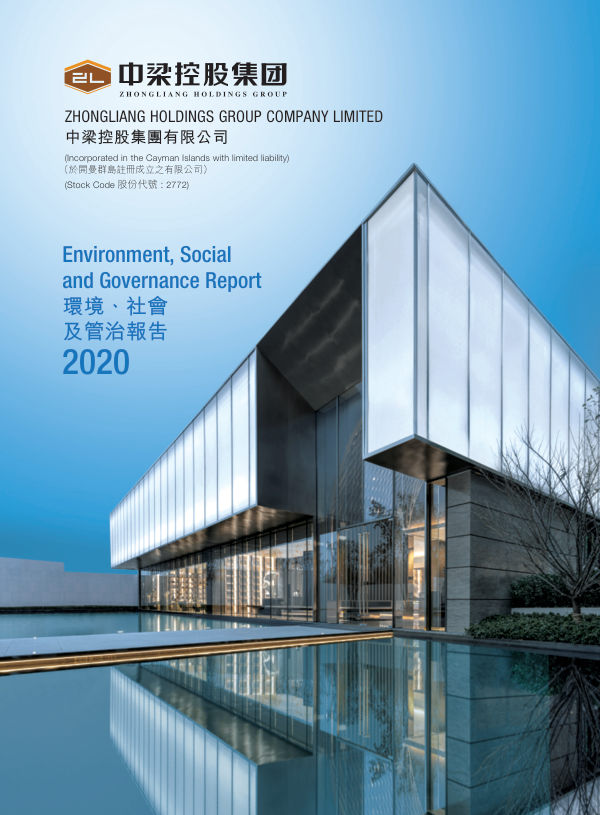 ZL
中梁控股集团
ZHONGLIANG HOLDINGS GROUP
ZHONGLIANG HOLDINGS GROUP COMPANY LIMITED
中梁控股集團有限公司
(Incorporated in the Cayman Islands with limited liability)
(於開曼群島註冊成立之有限公司)
(Stock Code 股份代號 : 2772)
Environment, Social
and Governance Report
環境、社會
及管治報告
2020